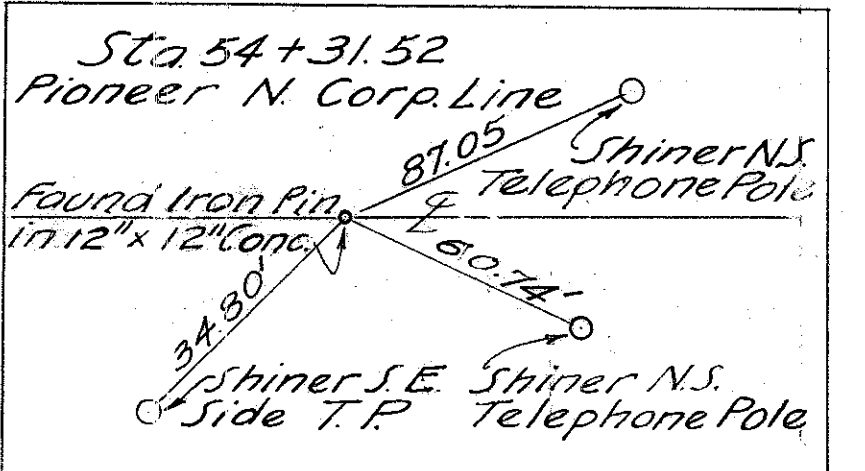 Sta. 54+31.52
Pioneer N. Corp. Line
87.05
Shiner N.S.
Telephone Pole
Found Iron Pin
in 12"x 12" Conc.
℄
60.74'
34.80'
Shiner S.E.
Side T.P.
Shiner N.S.
Telephone Pole